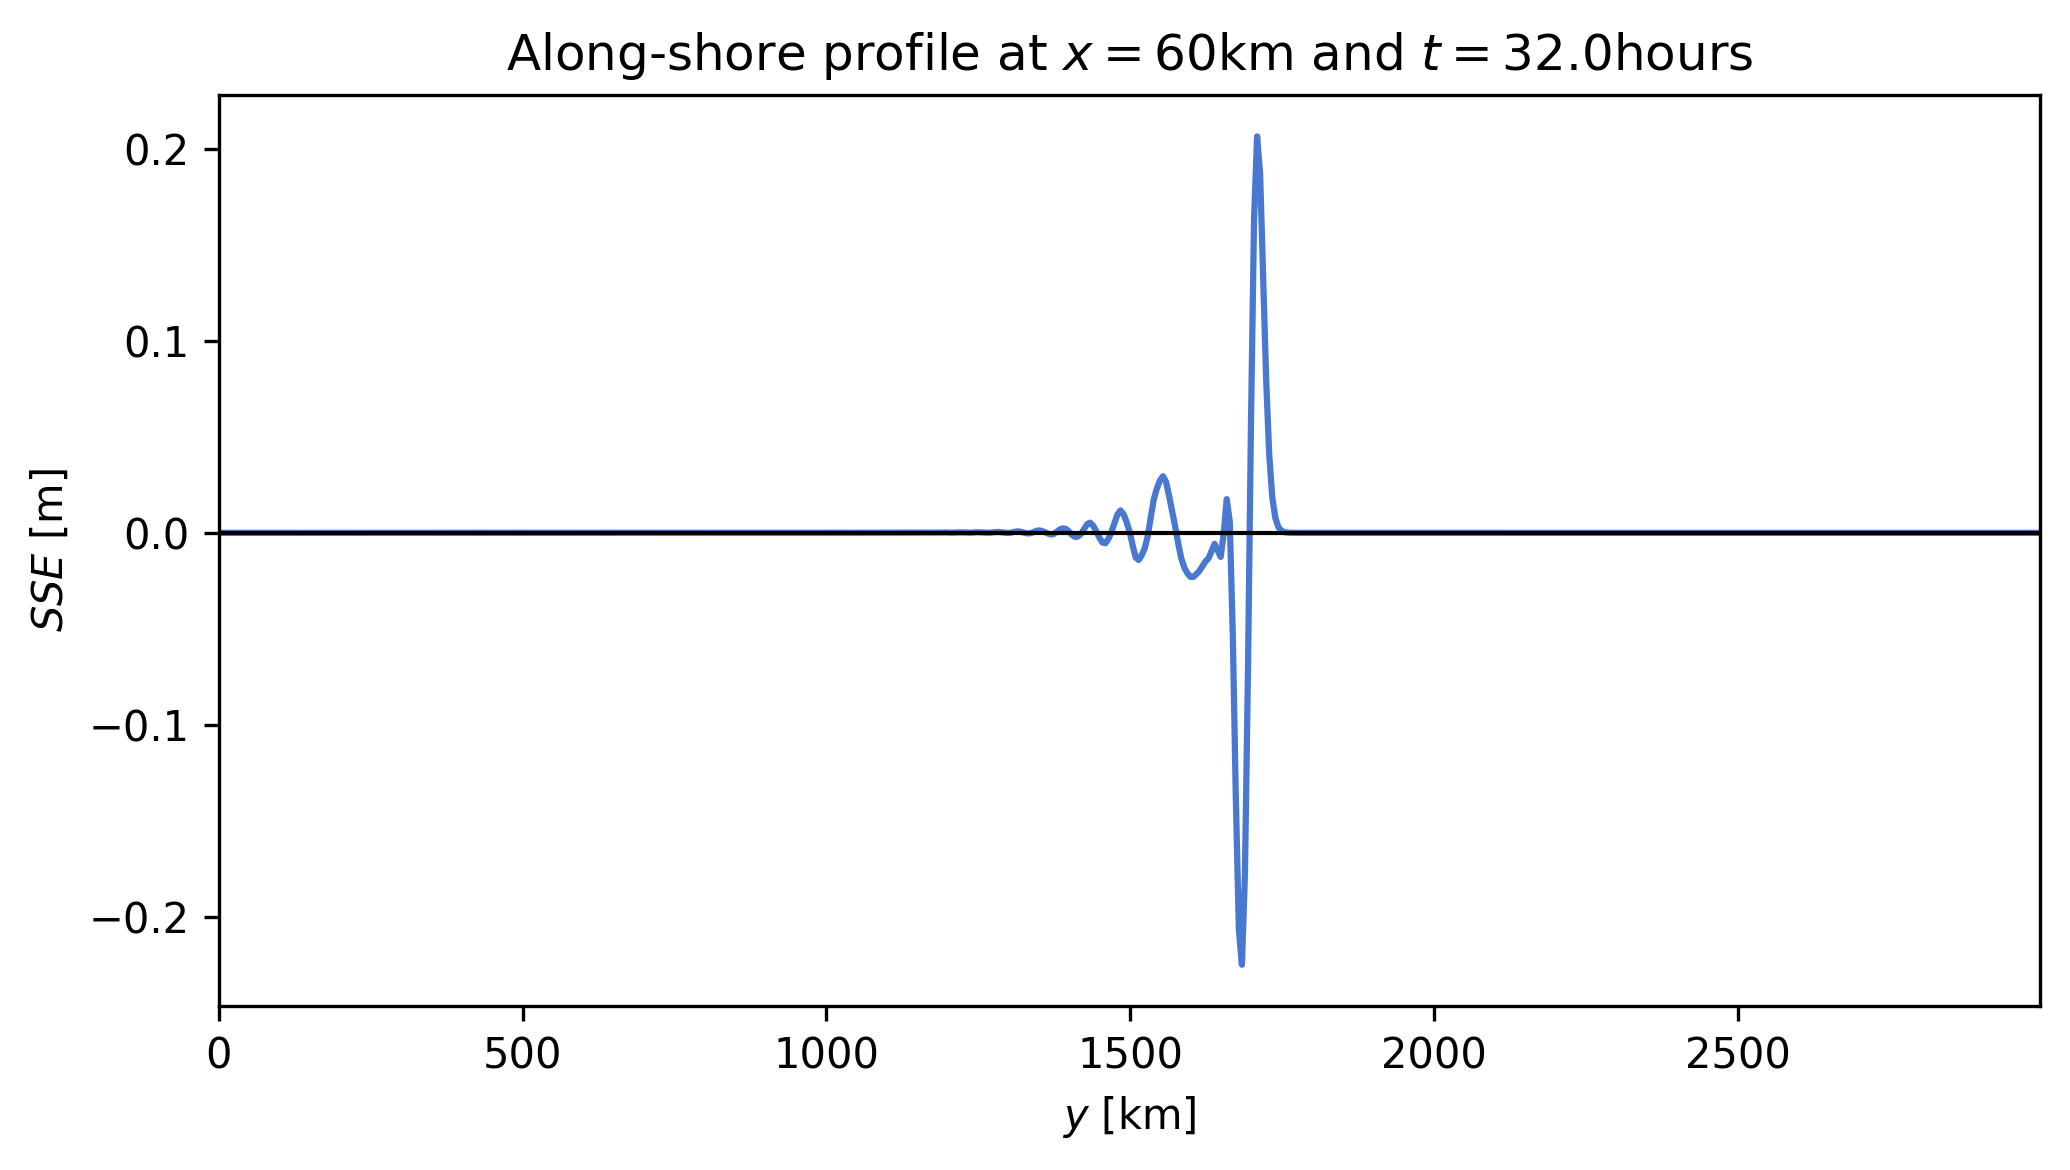 Along-shore profile at x = 60km and t = 32.0hours
0.2
0.1
0.0
−0.1
−0.2
SSE [m]
0 500 1000 1500 2000 2500
y [km]